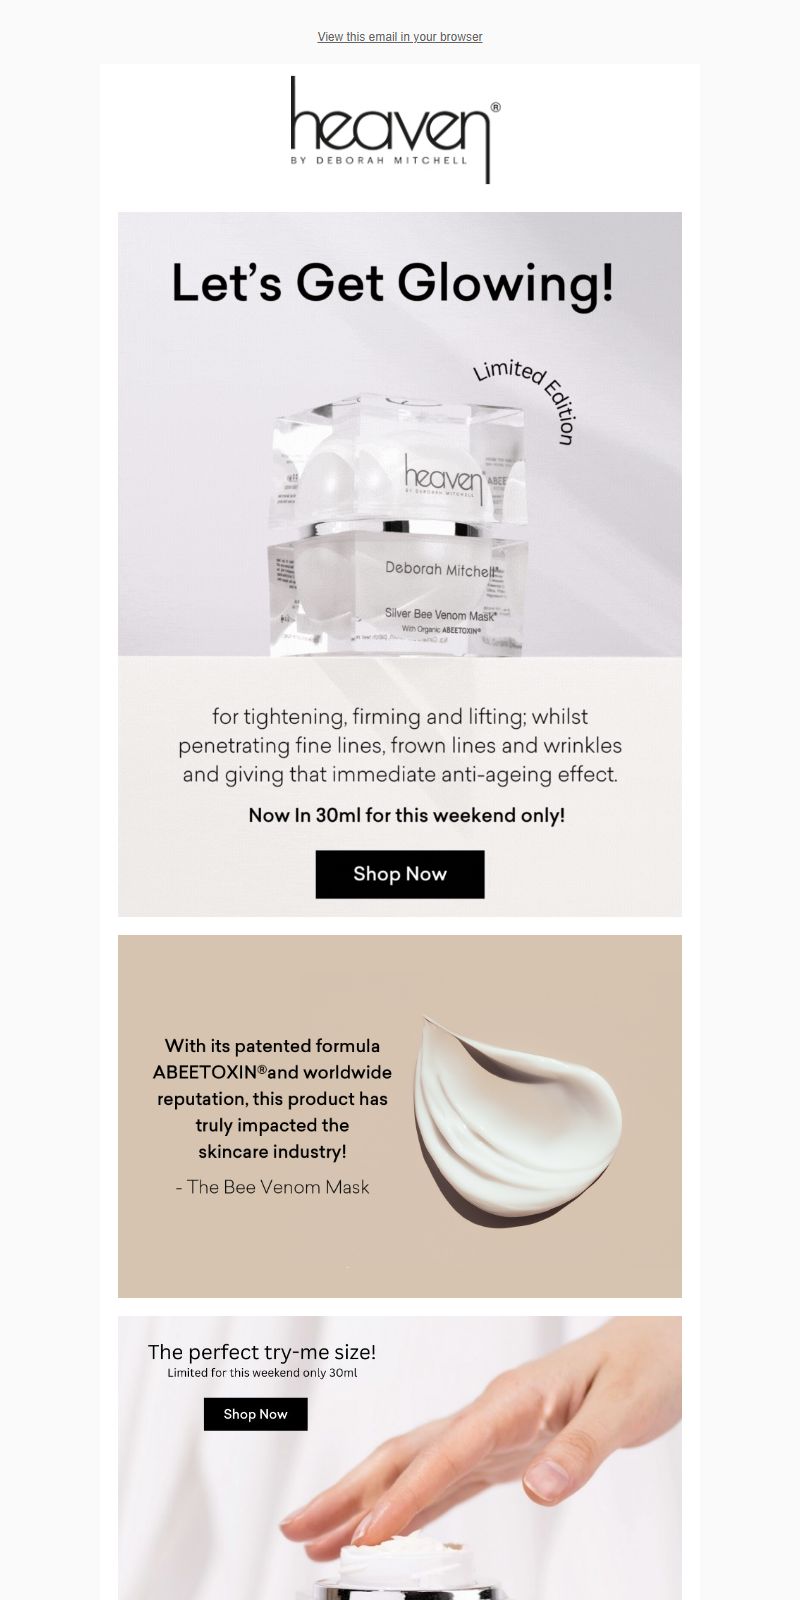 View this email in your browser
heaven®
BY DEBORAH MITCHELL
Let's Get Glowing!
Limited Edition
heaven
BY DEBORAH MITCHELL
Deborah Mitchell®
Silver Bee Venom Mask®
With Organic ABEETOXIN®
for tightening, firming and lifting; whilst
penetrating fine lines, frown lines and wrinkles
and giving that immediate anti-ageing effect.
Now In 30ml for this weekend only!
Shop Now
With its patented formula
ABEETOXIN®and worldwide
reputation, this product has
truly impacted the
skincare industry!
- The Bee Venom Mask
The perfect try-me size!
Limited for this weekend only 30ml
Shop Now